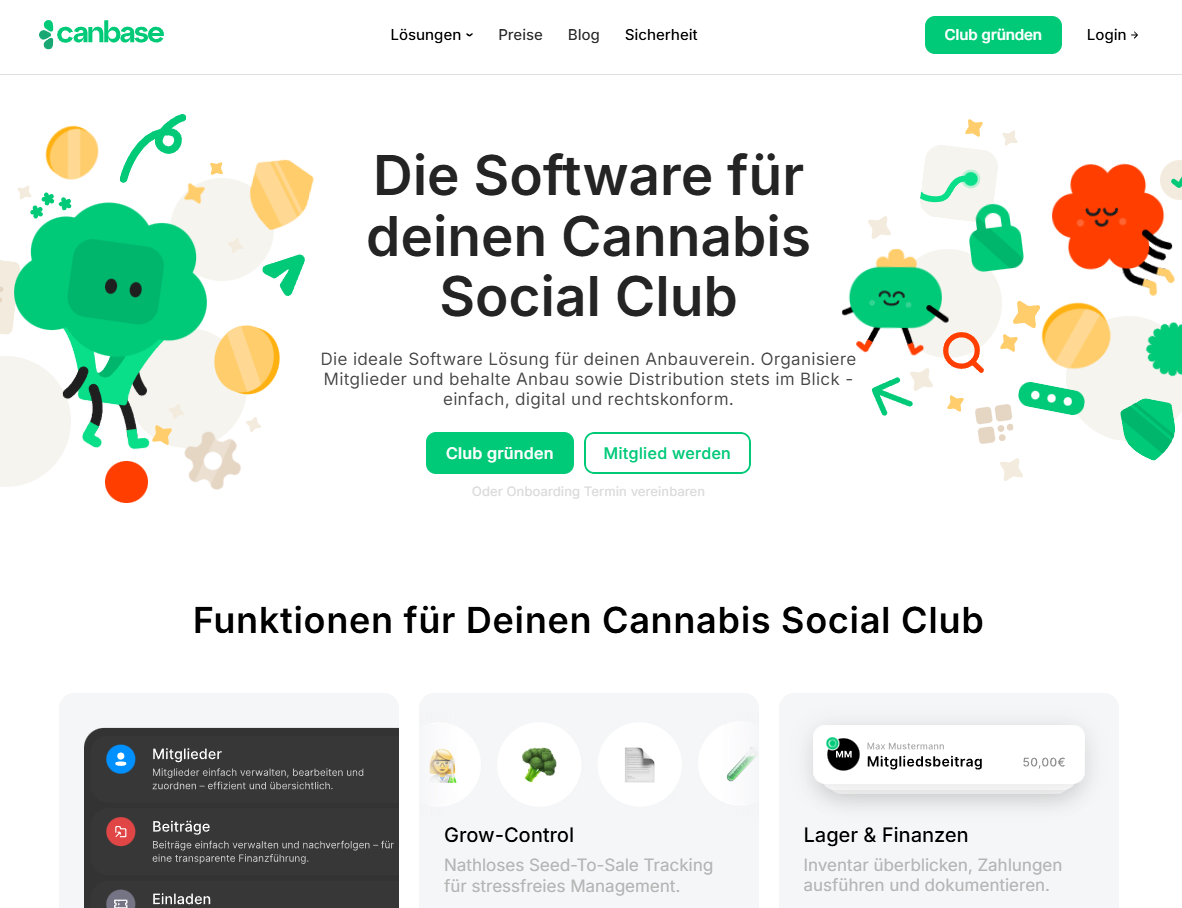 canbase
Lösungen Preise Blog Sicherheit
Club gründen Login →
Die Software für
deinen Cannabis
Social Club
Die ideale Software Lösung für deinen Anbauverein. Organisiere
Mitglieder und behalte Anbau sowie Distribution stets im Blick -
einfach, digital und rechtskonform.
Club gründen
Mitglied werden
Oder Onboarding Termin vereinbaren
Funktionen für Deinen Cannabis Social Club
Mitglieder
Mitglieder einfach verwalten, bearbeiten und
zuordnen – effizient und übersichtlich.
Beiträge
Beiträge einfach verwalten und nachverfolgen – für
eine transparente Finanzführung.
Einladen
Grow-Control
Nathloses Seed-To-Sale Tracking
für stressfreies Management.
MM
Max Mustermann
Mitgliedsbeitrag
50,00€
Lager & Finanzen
Inventar überblicken, Zahlungen
ausführen und dokumentieren.